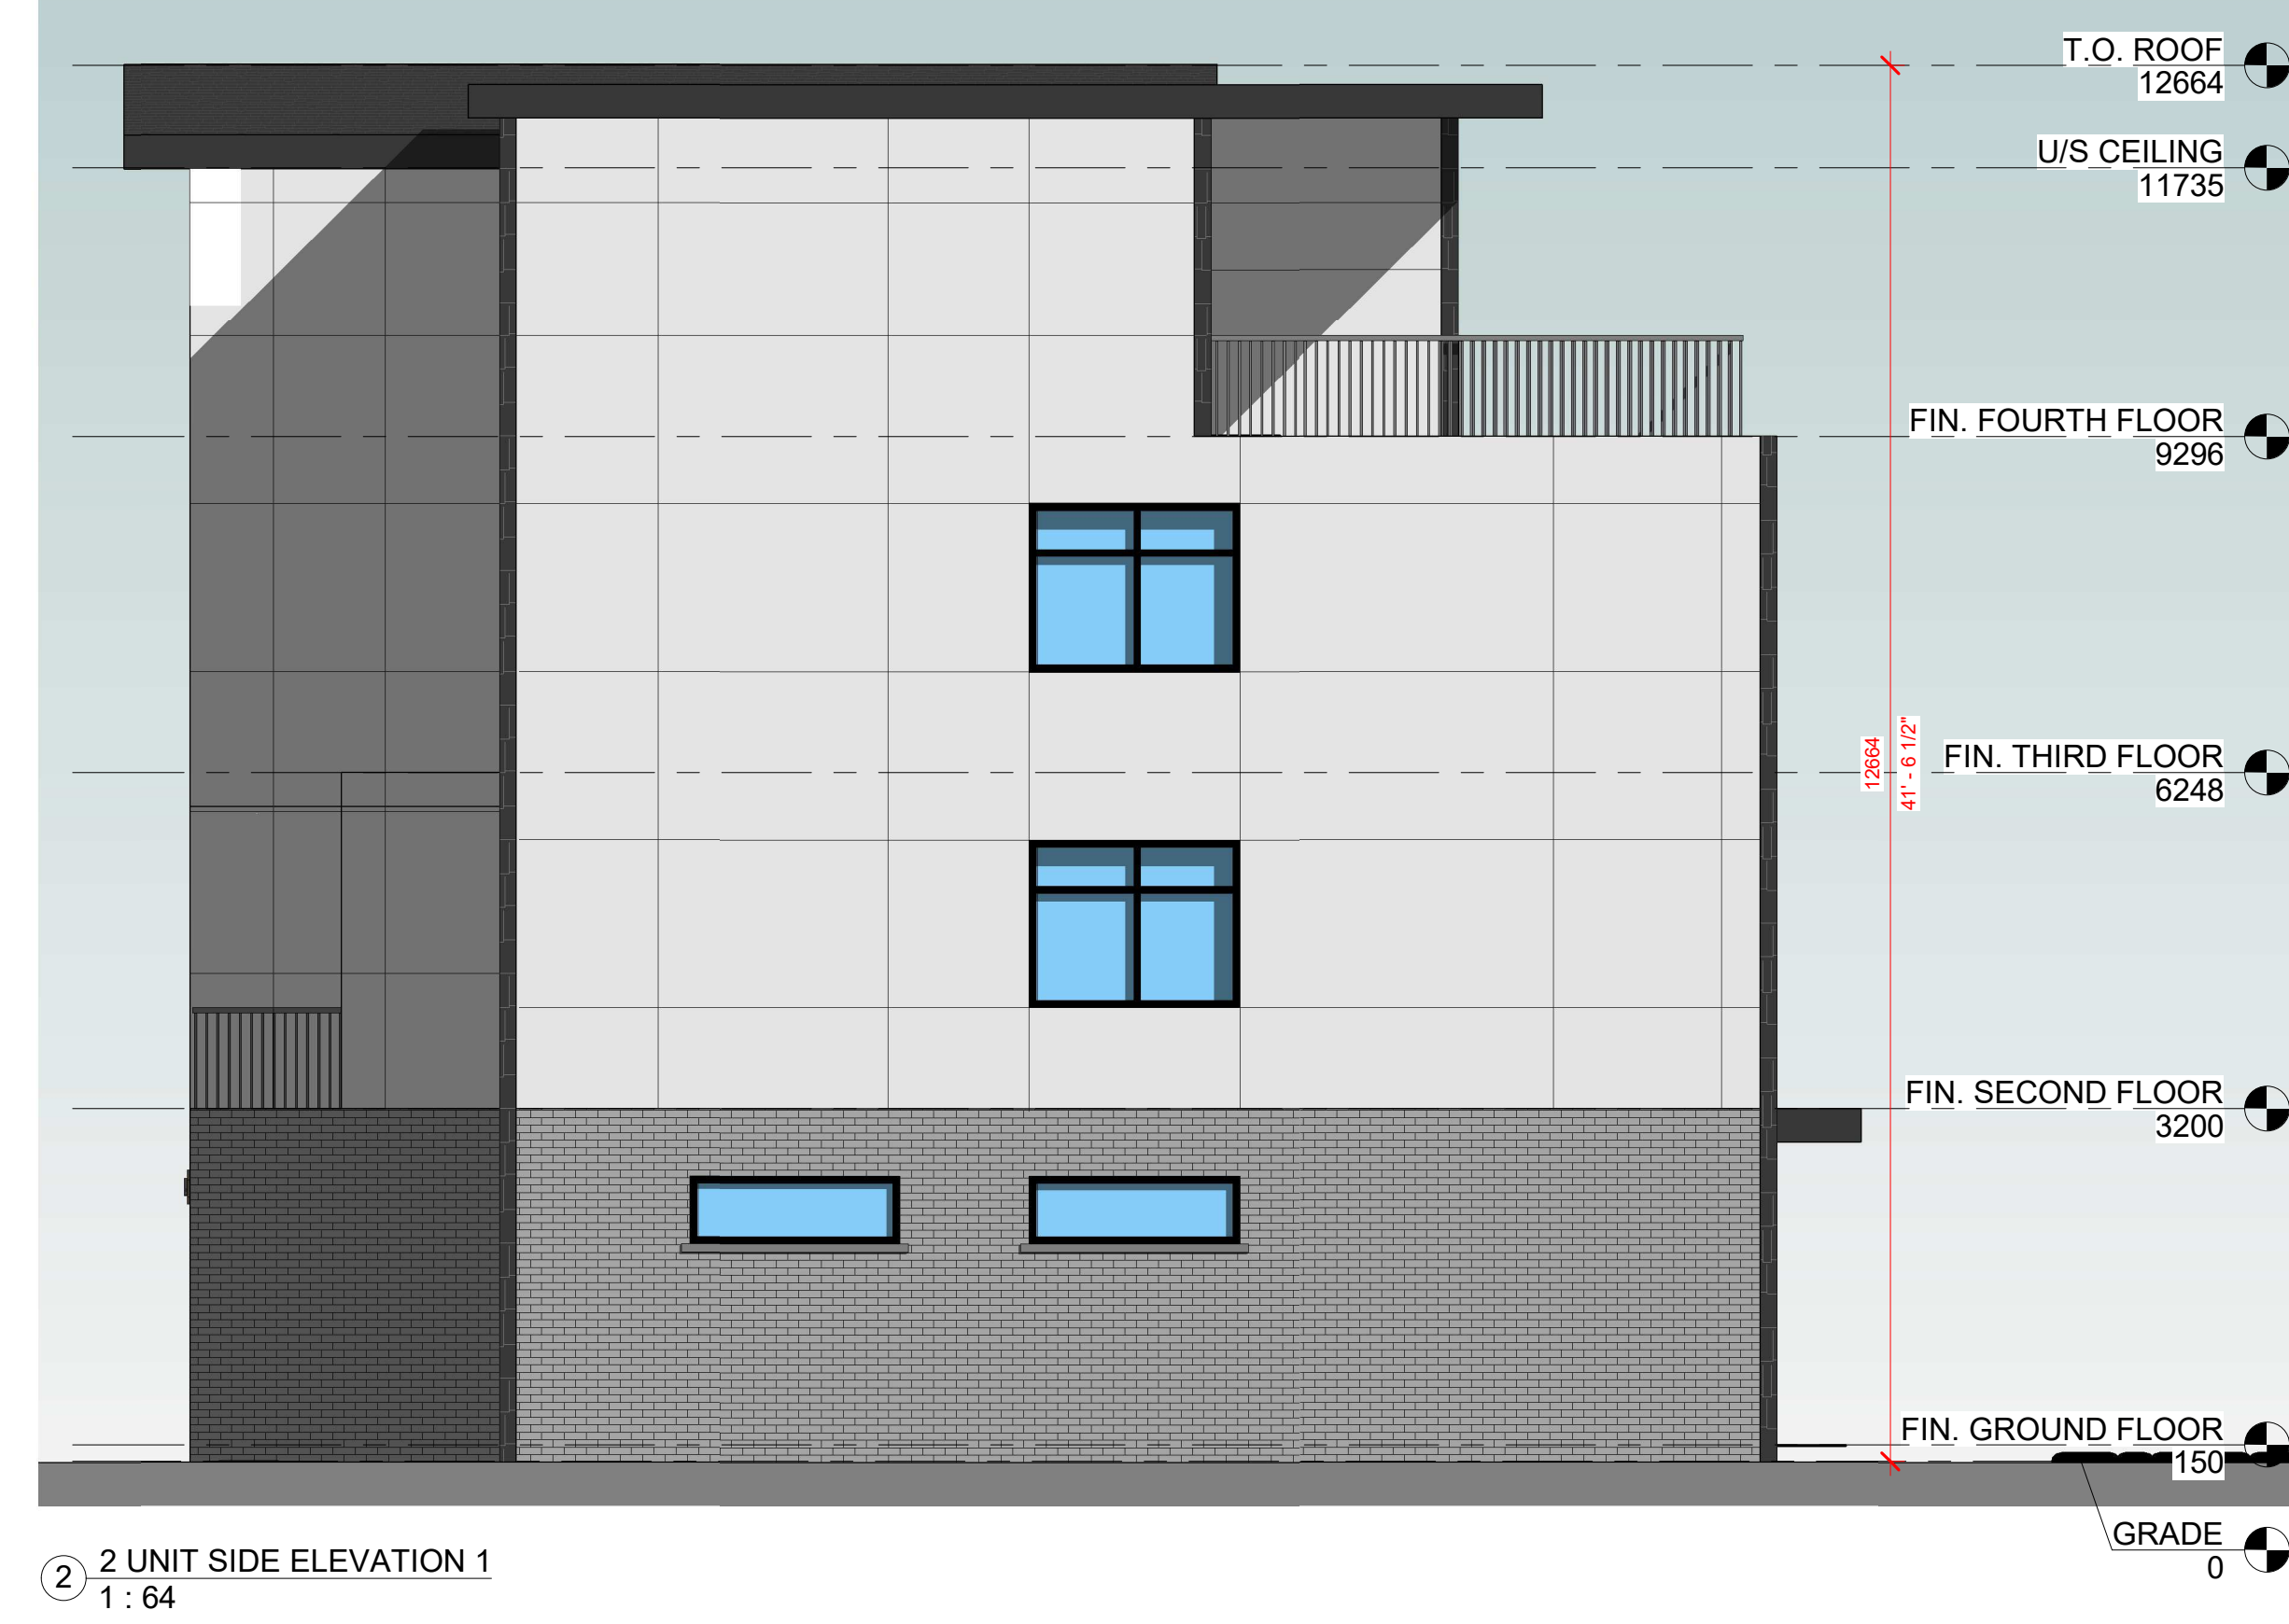 T.O. ROOF
12664
U/S CEILING
11735
FIN. FOURTH FLOOR
9296
12664
41' - 6 1/2"
FIN. THIRD FLOOR
6248
FIN. SECOND FLOOR
3200
FIN. GROUND FLOOR
150
GRADE
0
2
2 UNIT SIDE ELEVATION 1
1 : 64